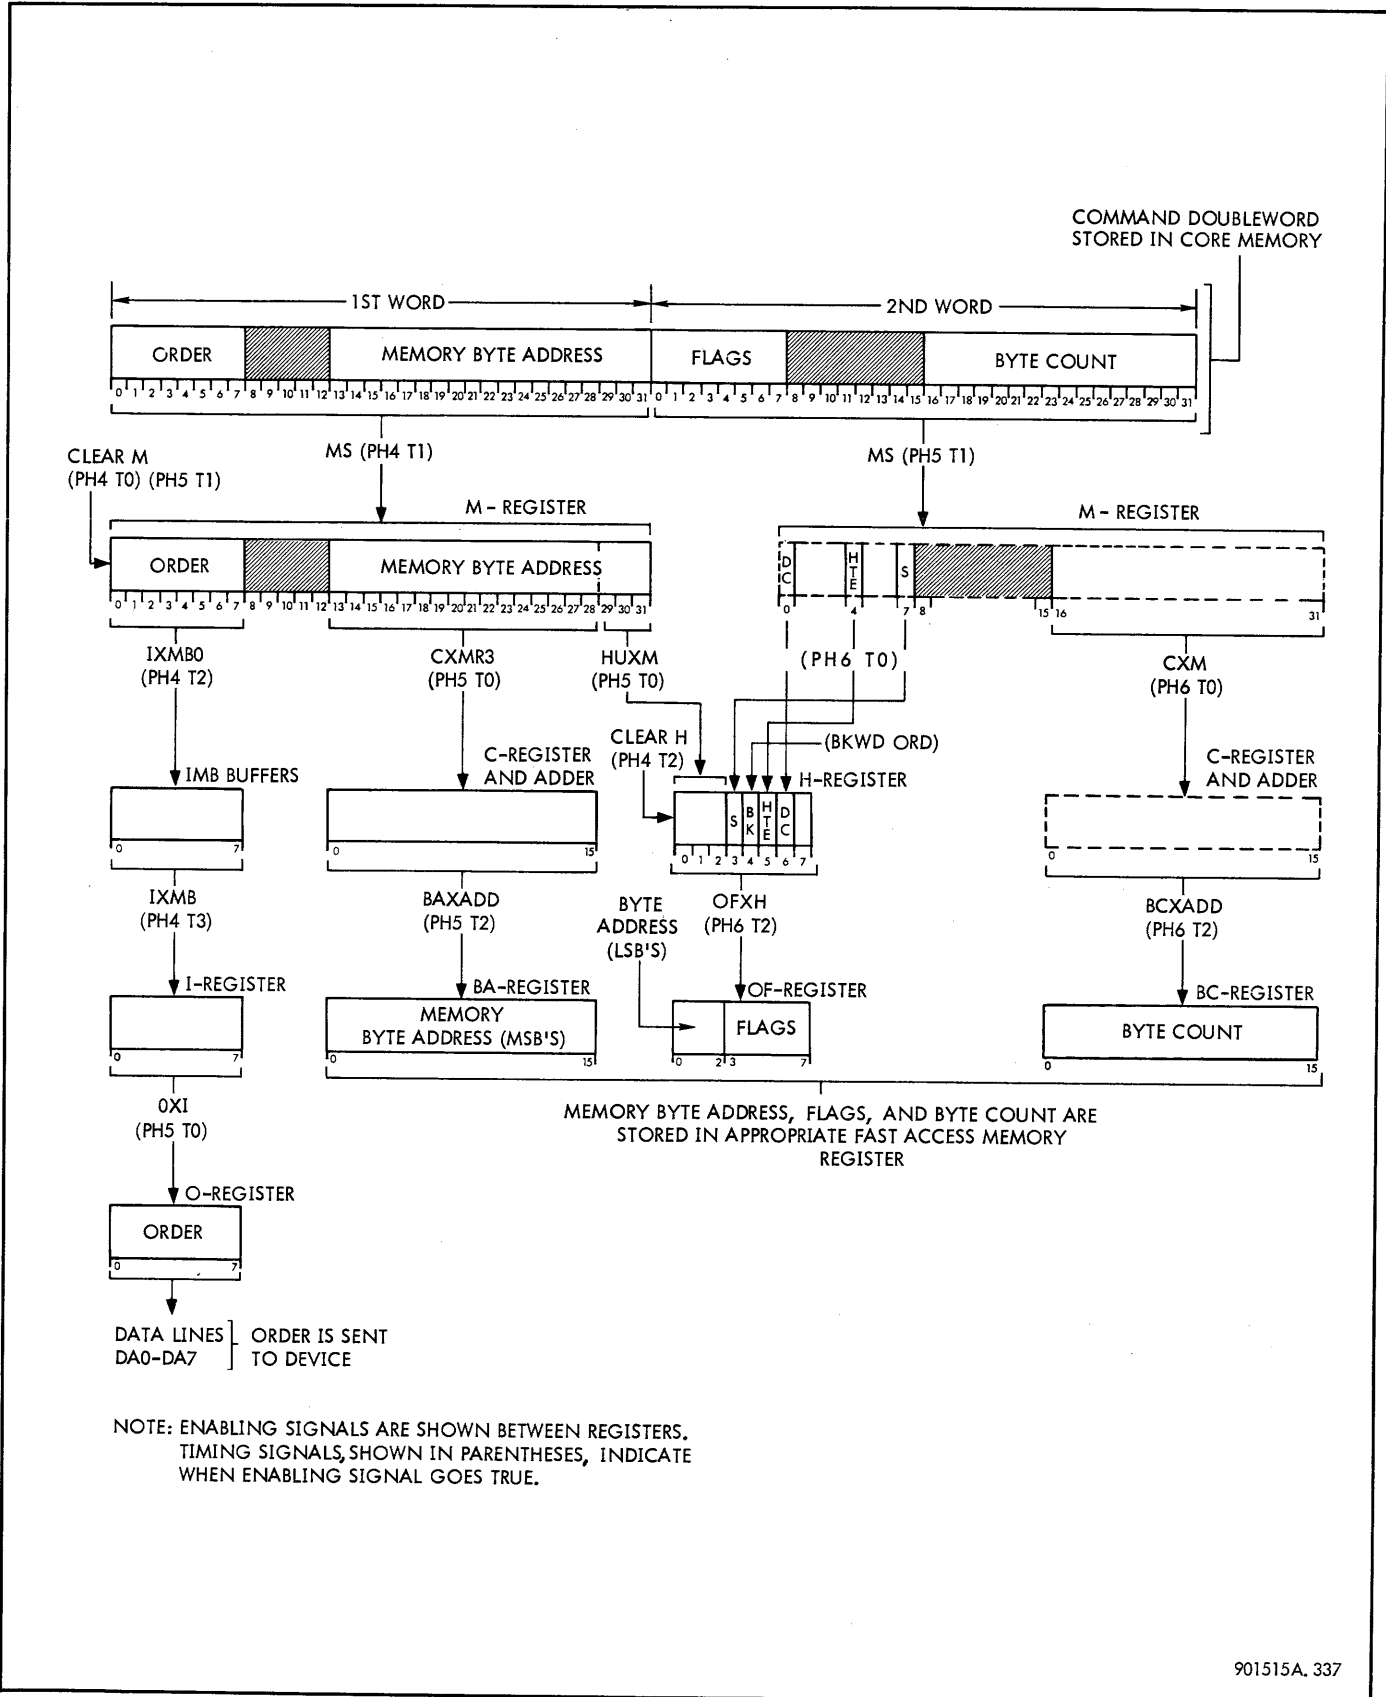 COMMAND DOUBLEWORD
STORED IN CORE MEMORY
1ST WORD
2ND WORD
ORDER
MEMORY BYTE ADDRESS
FLAGS
BYTE COUNT
0 1 2 3 4 5 6 7 8 9 10 11 12 13 14 15 16 17 18 19 20 21 22 23 24 25 26 27 28 29 30 31 0 1 2 3 4 5 6 7 8 9 10 11 12 13 14 15 16 17 18 19 20 21 22 23 24 25 26 27 28 29 30 31
CLEAR M
(PH4 T0) (PH5 T1)
MS (PH4 T1)
MS (PH5 T1)
M - REGISTER
M - REGISTER
ORDER
MEMORY BYTE ADDRESS
DC
HTE
S
0 1 2 3 4 5 6 7 8 9 10 11 12 13 14 15 16 17 18 19 20 21 22 23 24 25 26 27 28 29 30 31
0 4 7 8 15 16 31
IXMB0
(PH4 T2)
CXMR3
(PH5 T0)
HUXM
(PH5 T0)
(PH6 T0)
CXM
(PH6 T0)
CLEAR H
(PH4 T2)
(BKWD ORD)
IMB BUFFERS
C-REGISTER
AND ADDER
H-REGISTER
C-REGISTER
AND ADDER
S
BK
HTE
DC
0 7
0 15
0 1 2 3 4 5 6 7
0 15
IXMB
(PH4 T3)
BAXADD
(PH5 T2)
BYTE
ADDRESS
(LSB'S)
OFXH
(PH6 T2)
BCXADD
(PH6 T2)
I-REGISTER
BA-REGISTER
OF-REGISTER
BC-REGISTER
MEMORY
BYTE ADDRESS (MSB'S)
FLAGS
BYTE COUNT
0 7
0 15
0 2 3 7
0 15
OXI
(PH5 T0)
MEMORY BYTE ADDRESS, FLAGS, AND BYTE COUNT ARE
STORED IN APPROPRIATE FAST ACCESS MEMORY
REGISTER
O-REGISTER
ORDER
0 7
DATA LINES
DA0-DA7
ORDER IS SENT
TO DEVICE
NOTE: ENABLING SIGNALS ARE SHOWN BETWEEN REGISTERS.
TIMING SIGNALS, SHOWN IN PARENTHESES, INDICATE
WHEN ENABLING SIGNAL GOES TRUE.
901515A. 337